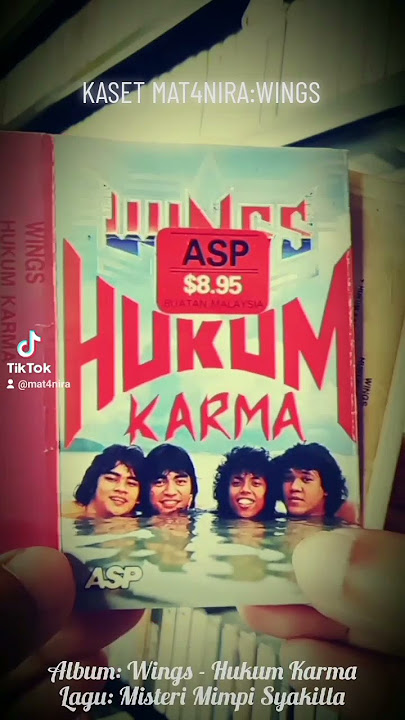 KASET MAT4NIRA:WINGS
WINGS
ASP
$8.95
BUATAN MALAYSIA
HUKUM
KARMA
WINGS
HUKUM KARMA
TikTok
@mat4nira
WINGS
ASP
Album: Wings - Hukum Karma
Lagu: Misteri Mimpi Syakilla